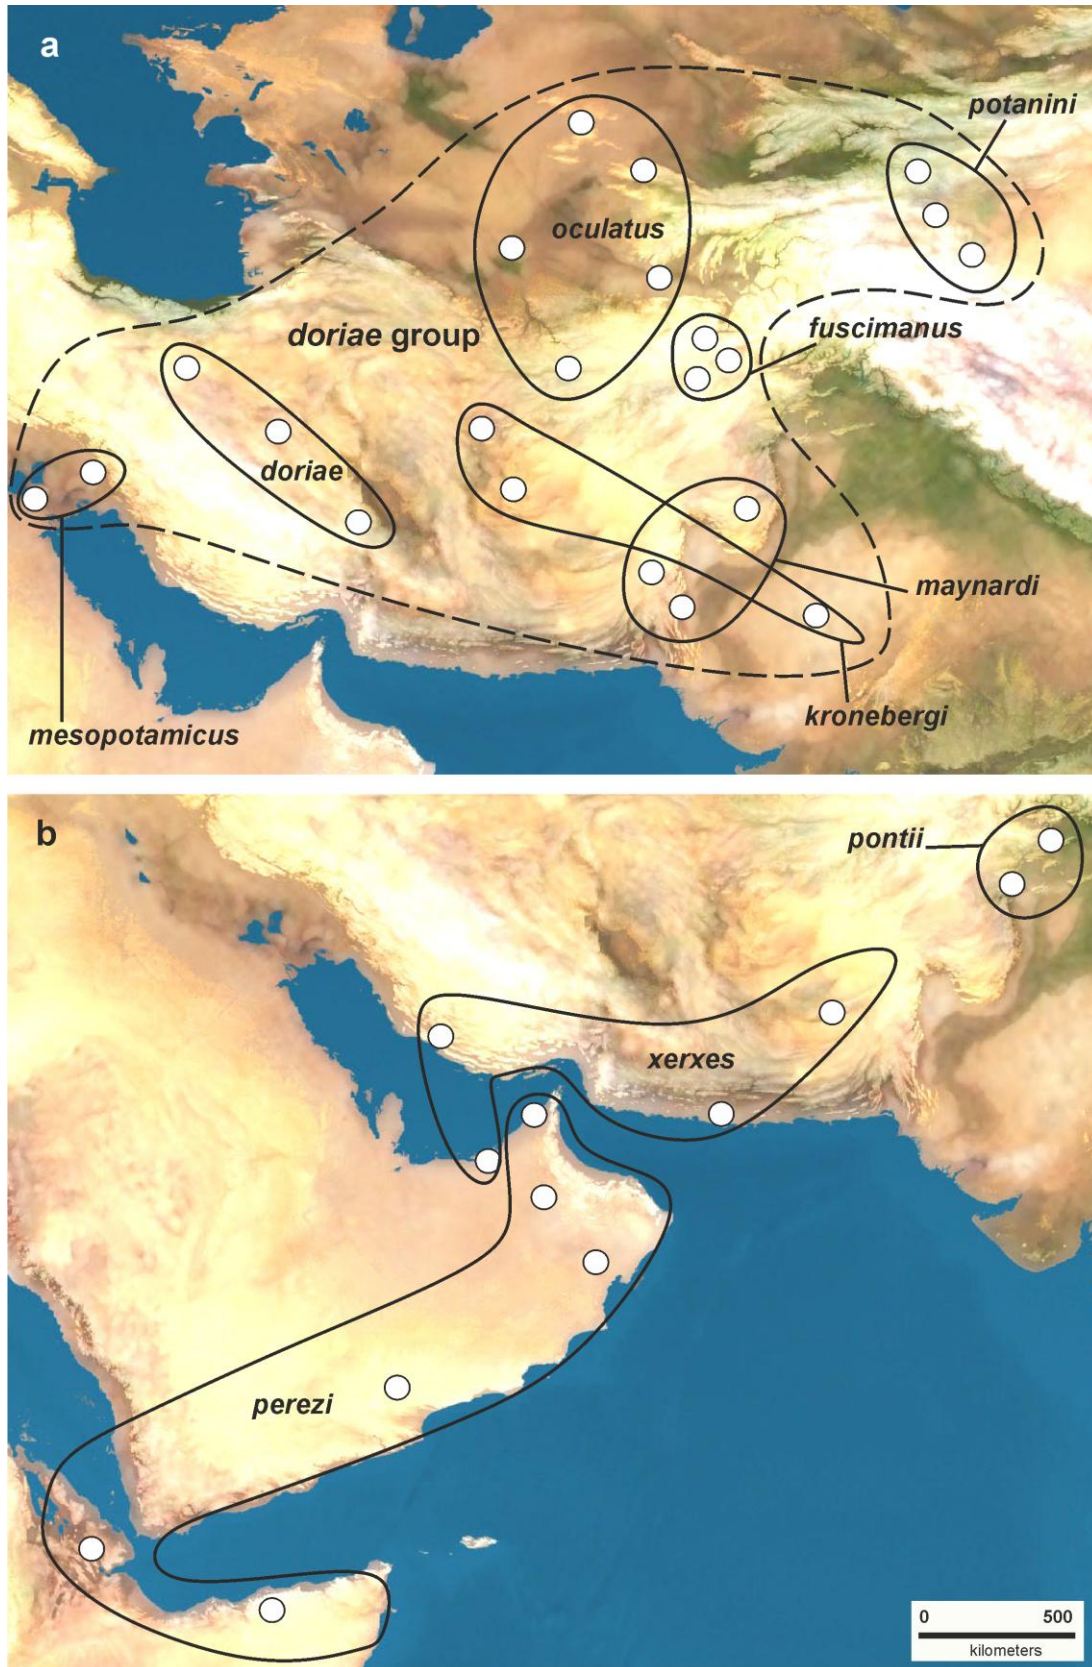 a
potanini
oculatus
doriae group
fuscimanus
doriae
maynardi
kronebergi
mesopotamicus
b
pontii
xerxes
perezi
0 500
kilometers